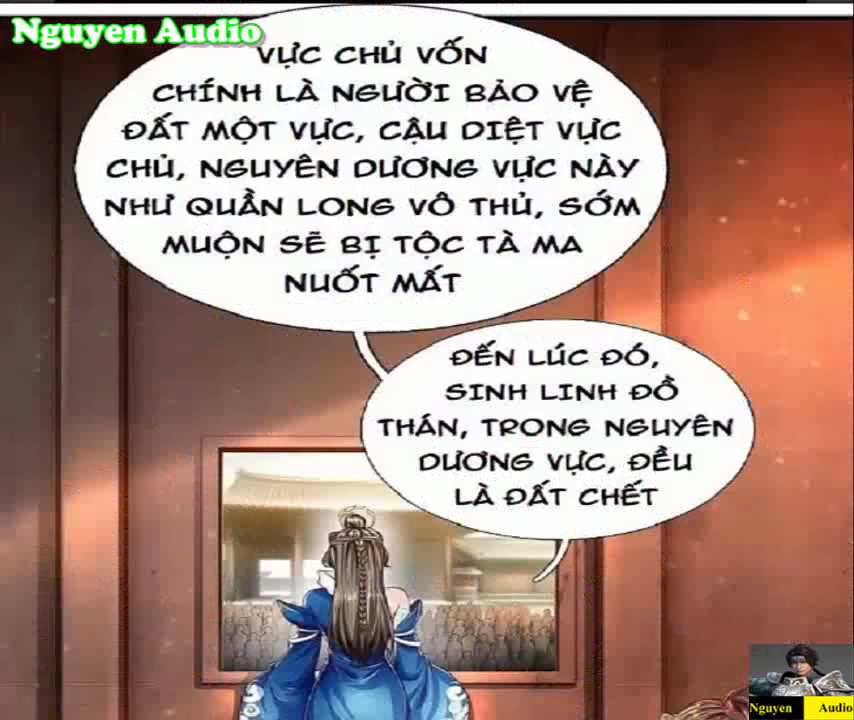 Nguyen Audio
VỰC CHỦ VỐN
CHÍNH LÀ NGƯỜI BẢO VỆ
ĐẤT MỘT VỰC, CẬU DIỆT VỰC
CHỦ, NGUYÊN DƯƠNG VỰC NÀY
NHƯ QUẦN LONG VÔ THỦ, SỚM
MUỘN SẼ BỊ TỘC TÀ MA
NUỐT MẤT
ĐẾN LÚC ĐÓ,
SINH LINH ĐỒ
THÁN, TRONG NGUYÊN
DƯƠNG VỰC, ĐỀU
LÀ ĐẤT CHẾT
Nguyen Audio